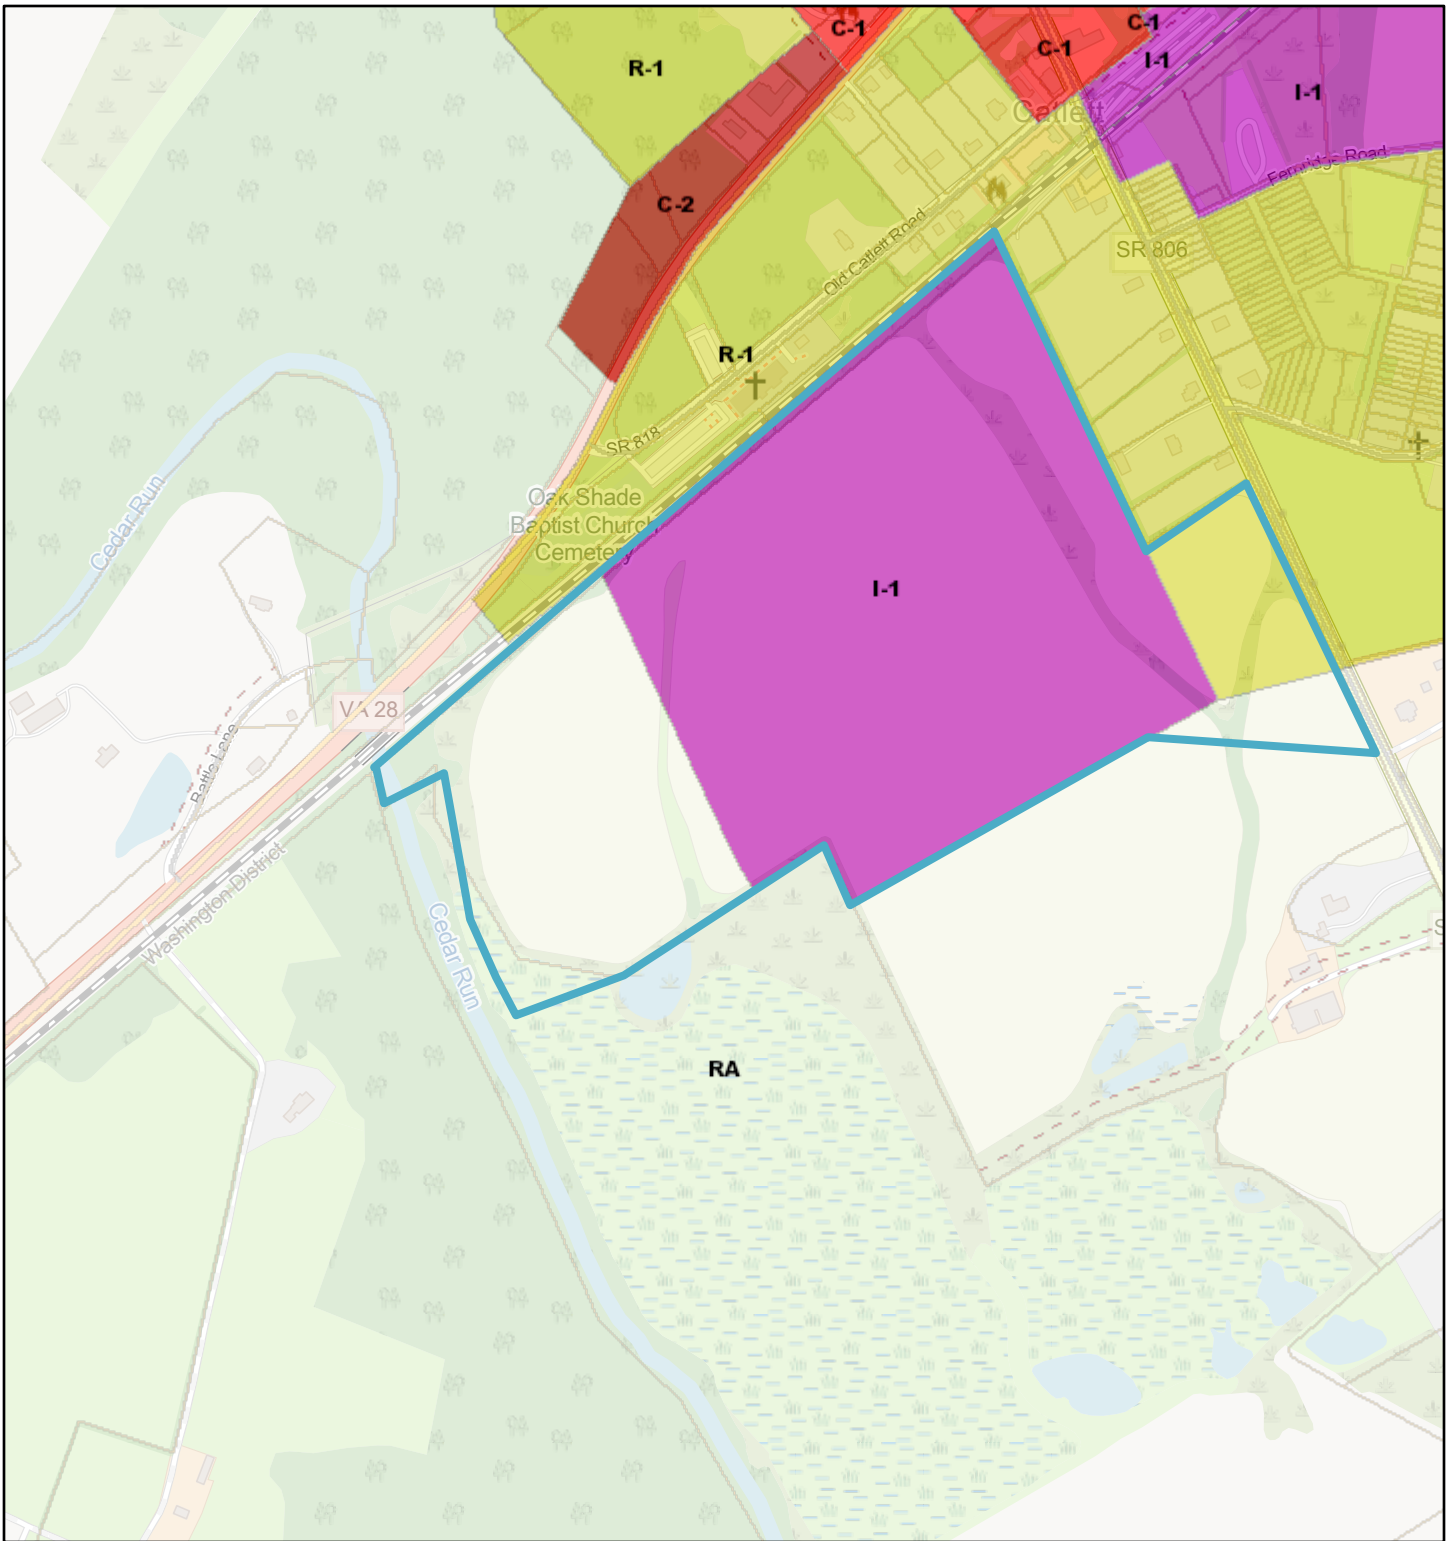 C-1
C-1
C-1
I-1
R-1
I-1
Catlett
Fernridge Road
C-2
Old Catlett Road
SR 806
R-1
SR 818
Oak Shade
Baptist Church
Cemetery
Cedar Run
I-1
VA 28
Battle Lane
Washington District
Cedar Run
RA